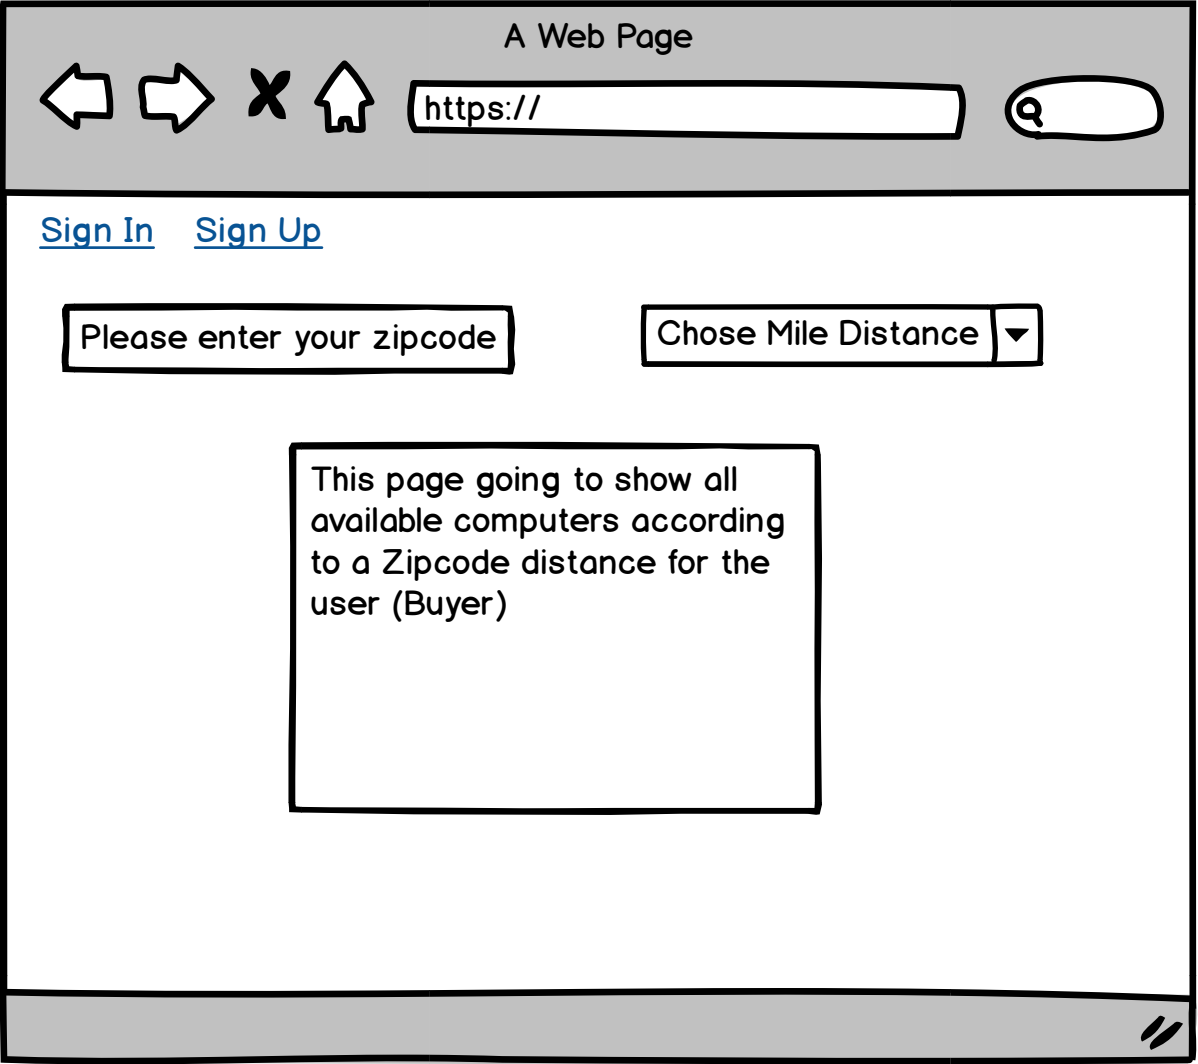 A Web Page
https://
Sign In Sign Up
Please enter your zipcode
Chose Mile Distance
This page going to show all
available computers according
to a Zipcode distance for the
user (Buyer)